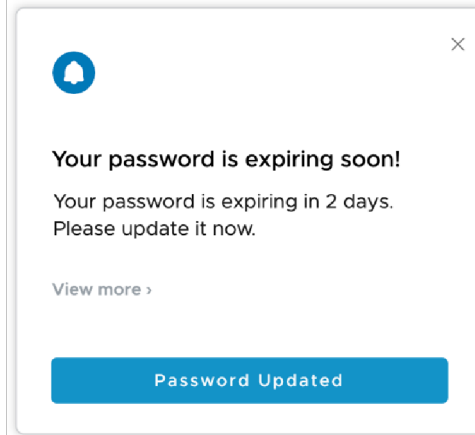 Your password is expiring soon!
Your password is expiring in 2 days.
Please update it now.
View more ›
Password Updated